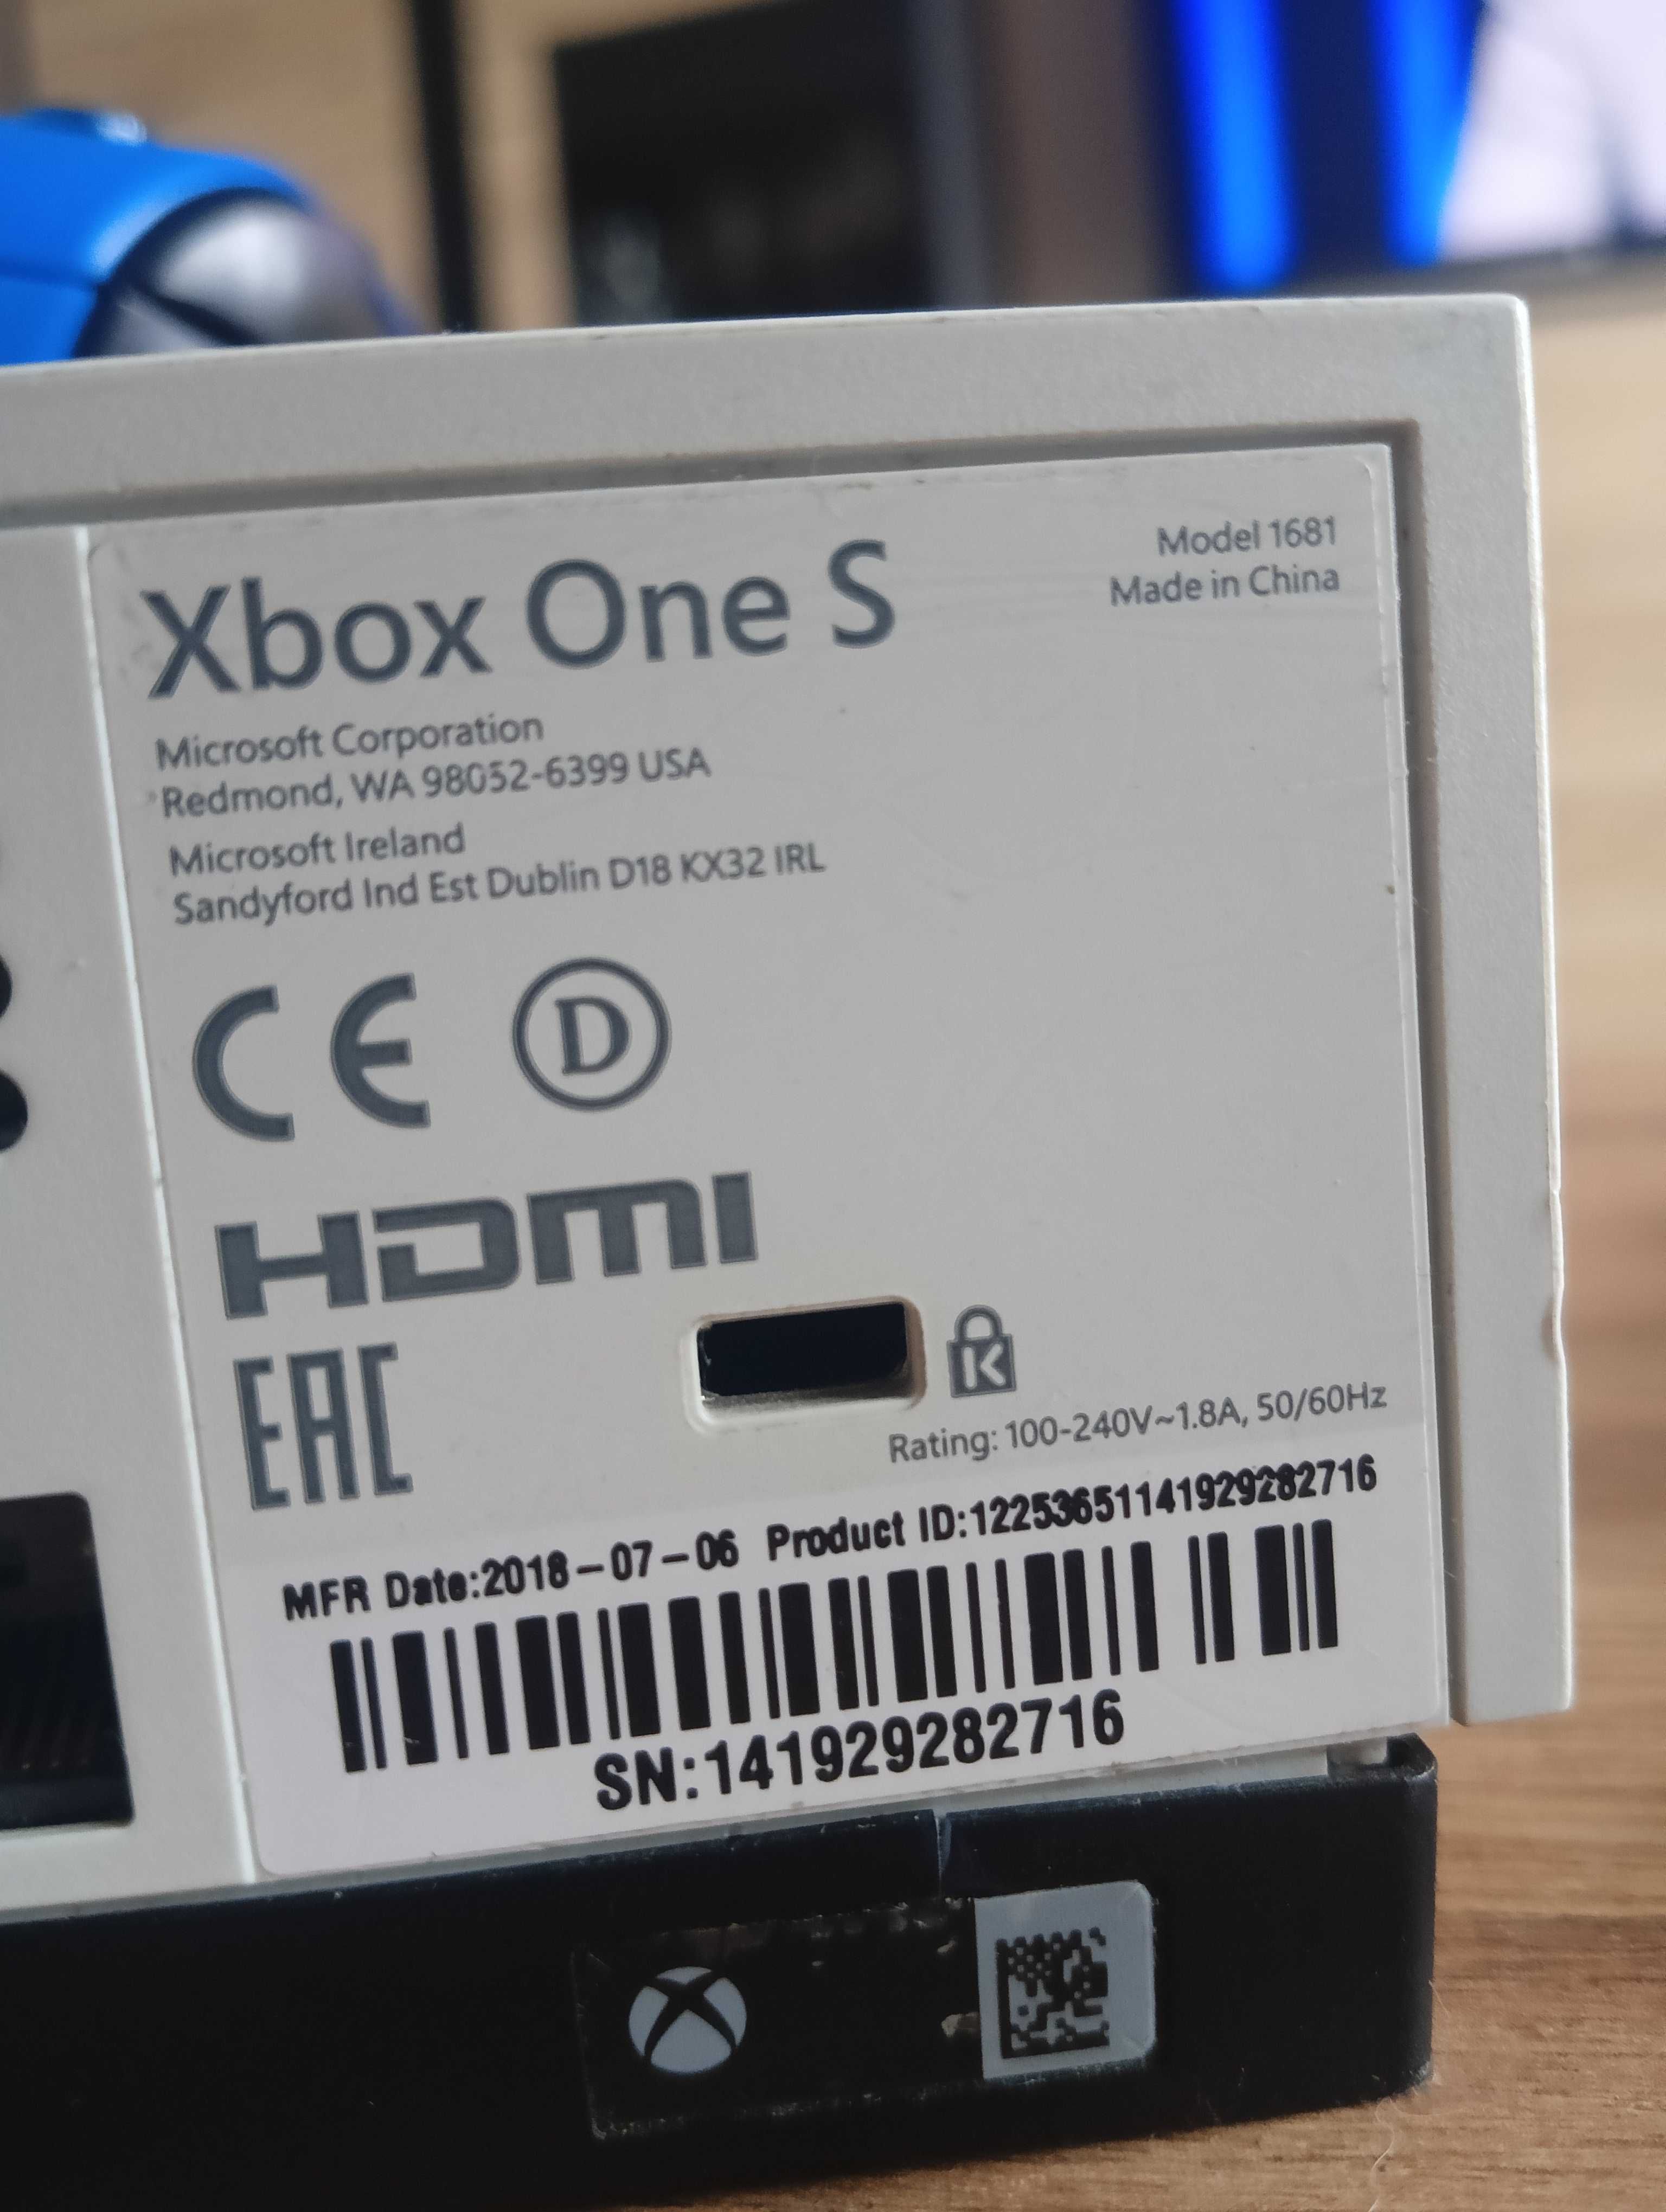 Xbox One S
Model 1681
Made in China
Microsoft Corporation
Redmond, WA 98052-6399 USA
Microsoft Ireland
Sandyford Ind Est Dublin D18 KX32 IRL
CE D
HDMI
EAC
K
Rating: 100-240V~1.8A, 50/60Hz
MFR Date:2018-07-06 Product ID:12253651141929282716
SN:141929282716